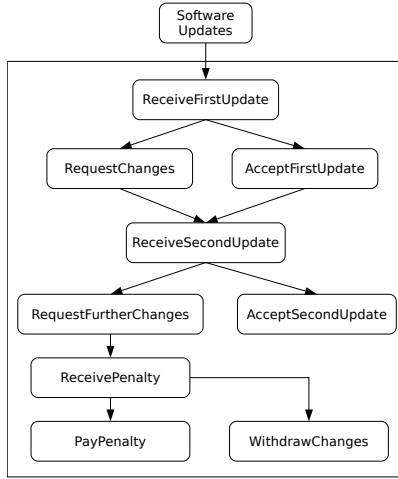 Software
Updates
ReceiveFirstUpdate
RequestChanges
AcceptFirstUpdate
ReceiveSecondUpdate
RequestFurtherChanges
AcceptSecondUpdate
ReceivePenalty
PayPenalty
WithdrawChanges